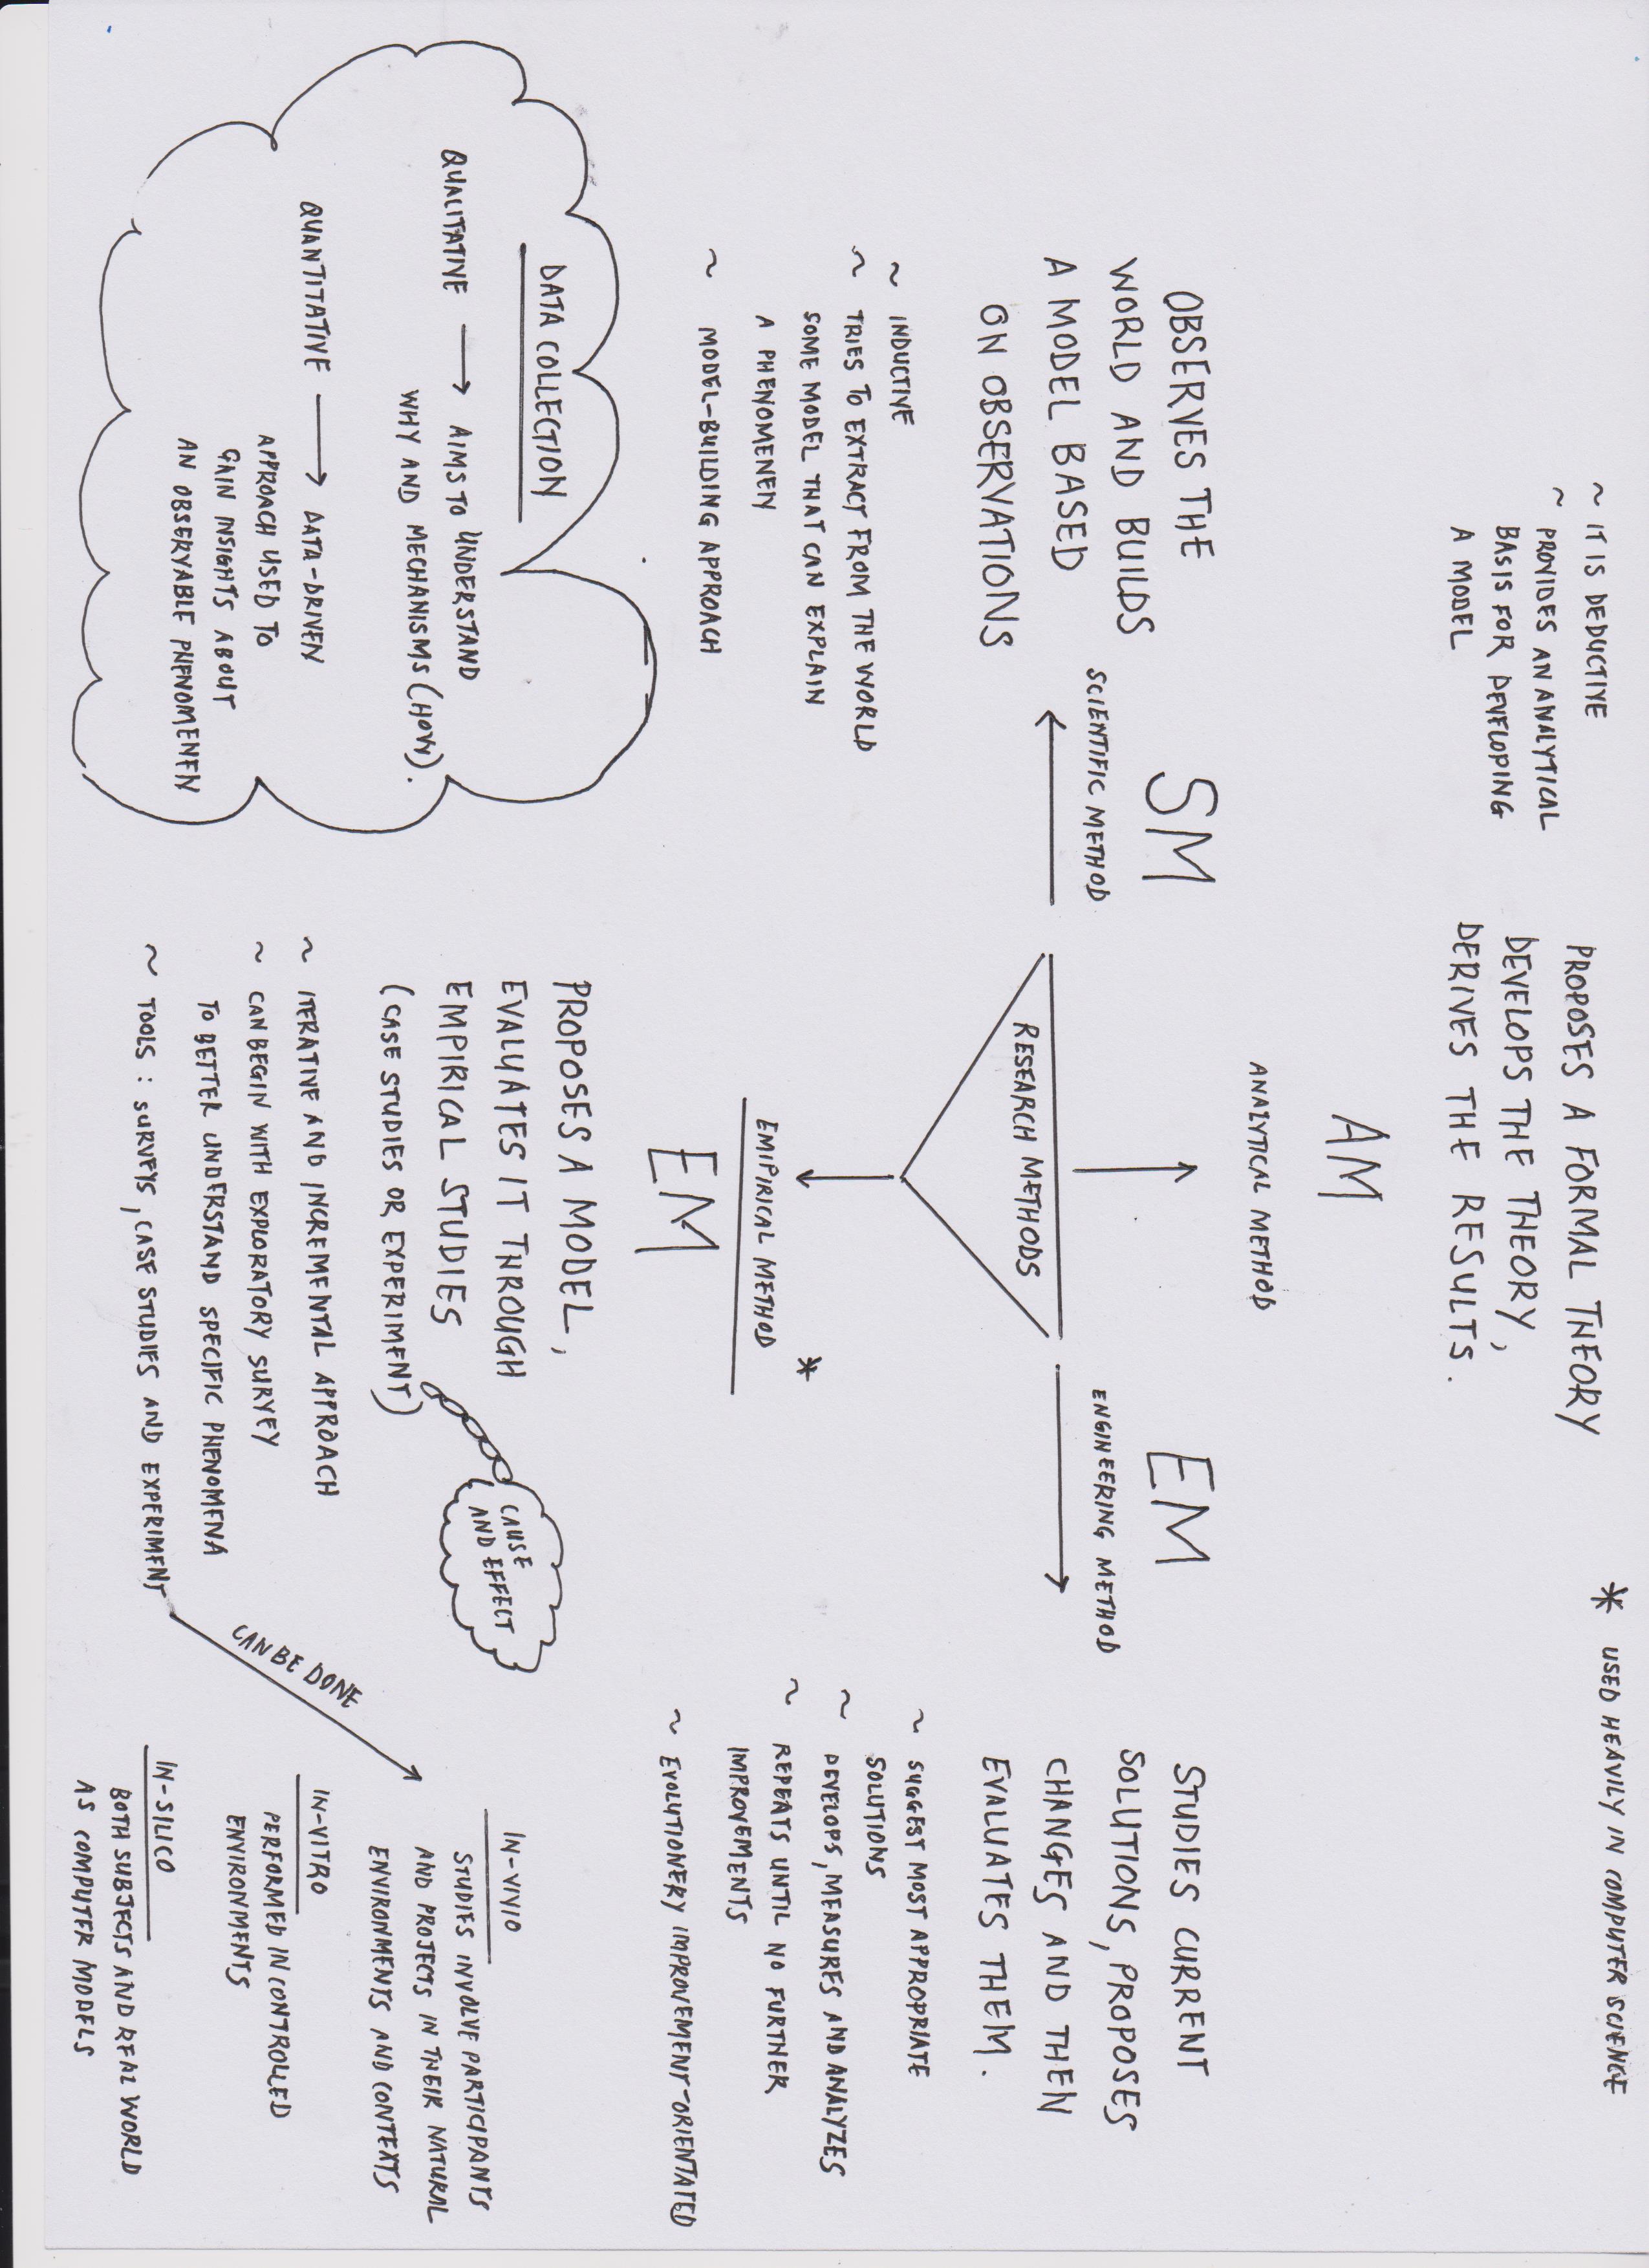 ~ IT IS DEDUCTIVE
~ PROVIDES AN ANALYTICAL
BASIS FOR DEVELOPING
A MODEL
PROPOSES A FORMAL THEORY
DEVELOPS THE THEORY,
DERIVES THE RESULTS.
* USED HEAVILY IN COMPUTER SCIENCE
AM
ANALYTICAL METHOD
SM
SCIENTIFIC METHOD
OBSERVES THE
WORLD AND BUILDS
A MODEL BASED
ON OBSERVATIONS
~ INDUCTIVE
~ TRIES TO EXTRACT FROM THE WORLD
SOME MODEL THAT CAN EXPLAIN
A PHENOMENEN
~ MODEL-BUILDING APPROACH
RESEARCH METHODS
EM
ENGINEERING METHOD
STUDIES CURRENT
SOLUTIONS, PROPOSES
CHANGES AND THEN
EVALUATES THEM.
~ SUGGEST MOST APPROPRIATE
SOLUTIONS
~ DEVELOPS, MEASURES AND ANALYZES
~ REPEATS UNTIL NO FURTHER
IMPROVEMENTS
~ EVOLUTIONERY IMPROVEMENT-ORIENTATED
*
EMIPIRICAL METHOD
EM
PROPOSES A MODEL,
EVALUATES IT THROUGH
EMPIRICAL STUDIES
(CASE STUDIES OR EXPERIMENT)
CAUSE
AND EFFECT
~ ITERATIVE AND INCREMENTAL APPROACH
~ CAN BEGIN WITH EXPLORATORY SURVEY
TO BETTER UNDERSTAND SPECIFIC PHENOMENA
~ TOOLS : SURVEYS, CASE STUDIES AND EXPERIMENT
CAN BE DONE
IN-VIVIO
STUDIES INVOLVE PARTICIPANTS
AND PROJECTS IN THEIR NATURAL
ENVIRONMENTS AND CONTEXTS
IN-VITRO
PERFORMED IN CONTROLLED
ENVIRONMENTS
IN-SILICO
BOTH SUBJECTS AND REAL WORLD
AS COMPUTER MODELS
DATA COLLECTION
QUALITATIVE → AIMS TO UNDERSTAND
WHY AND MECHANISMS (HOW).
QUANTITATIVE → DATA-DRIVEN
APPROACH USED TO
GAIN INSIGHTS ABOUT
AN OBSERVABLE PHENOMENEN